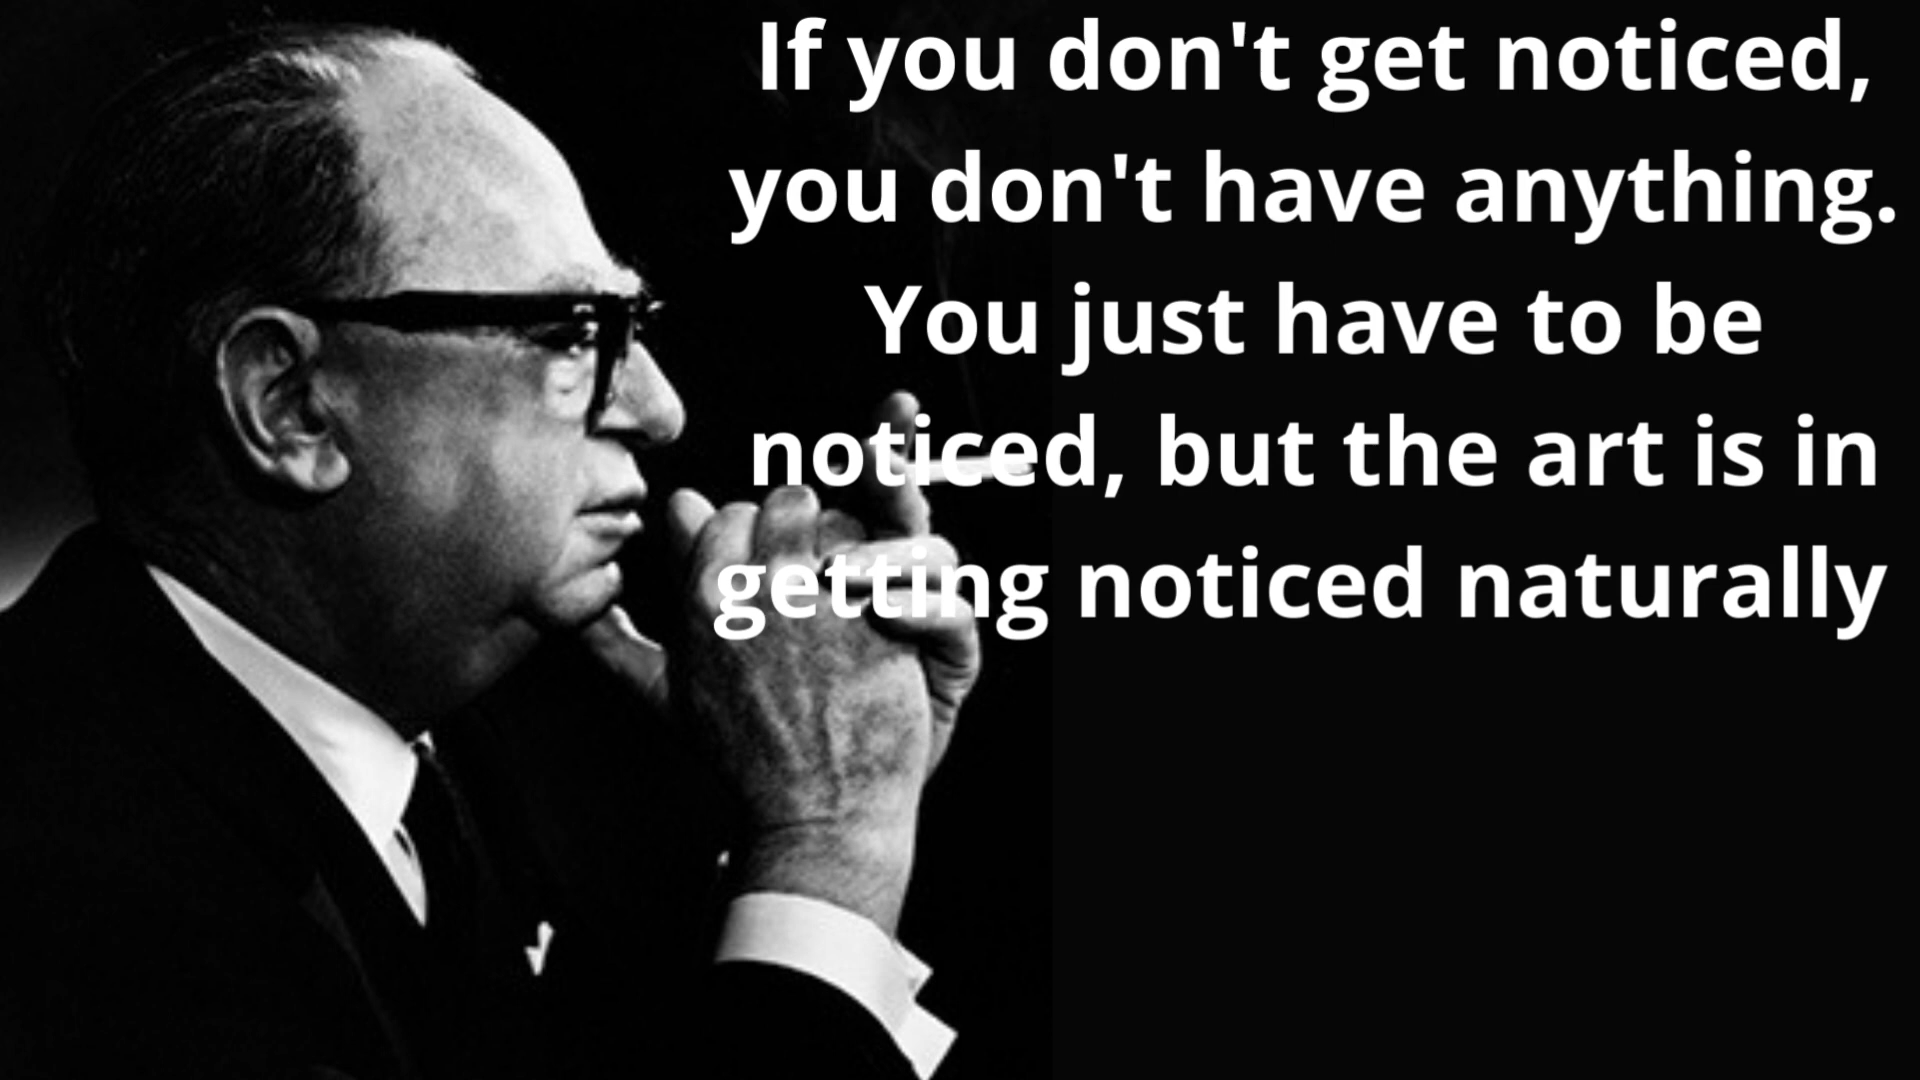 If you don't get noticed,
you don't have anything.
You just have to be
noticed, but the art is in
getting noticed naturally